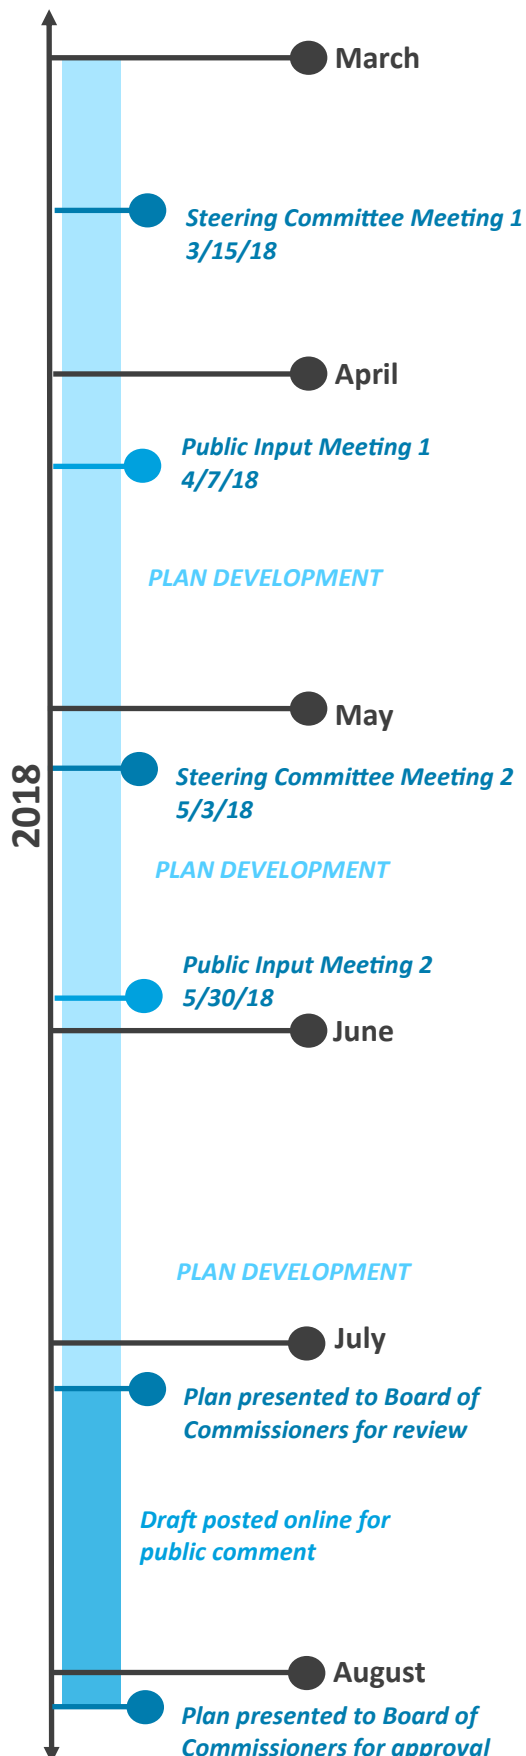 March
Steering Committee Meeting 1
3/15/18
April
Public Input Meeting 1
4/7/18
PLAN DEVELOPMENT
May
2018
Steering Committee Meeting 2
5/3/18
PLAN DEVELOPMENT
Public Input Meeting 2
5/30/18
June
PLAN DEVELOPMENT
July
Plan presented to Board of
Commissioners for review
Draft posted online for
public comment
August
Plan presented to Board of
Commissioners for approval